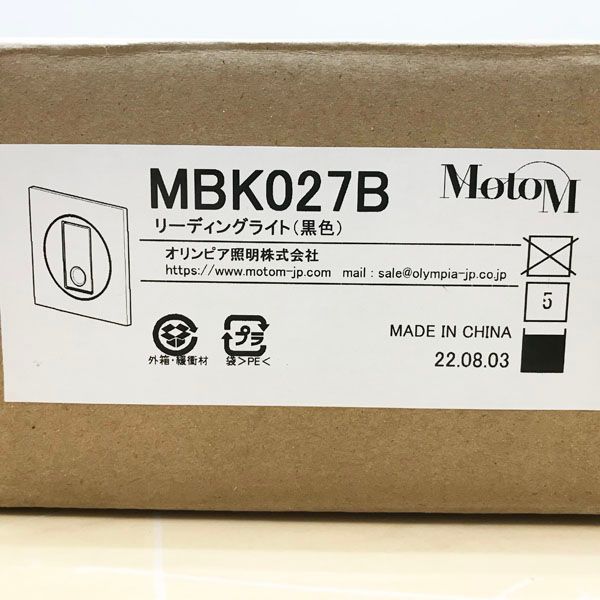 MBK027B
MotoM
リーディングライト(黒色)
オリンピア照明株式会社
https://www.motom-jp.com mail : sale@olympia-jp.co.jp
5
プラ
外箱・緩衝材
袋>PE<
MADE IN CHINA
22.08.03